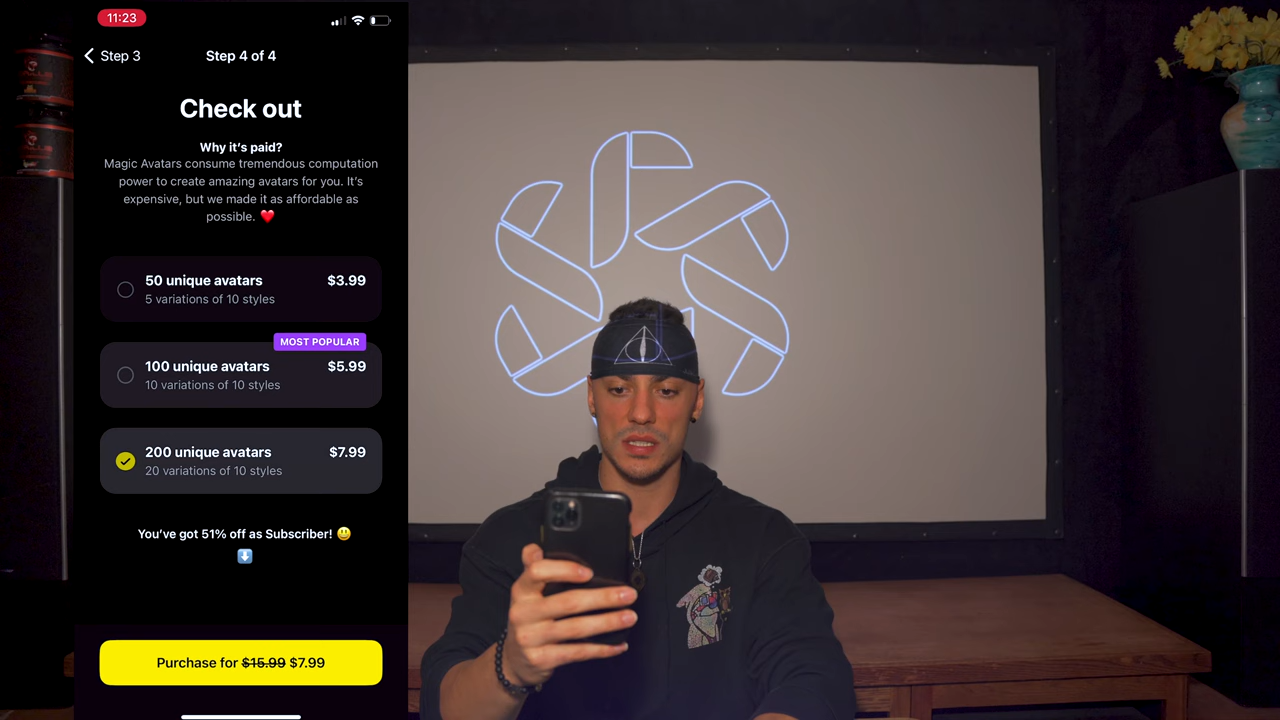 11:23
Step 3
Step 4 of 4
Check out
Why it's paid?
Magic Avatars consume tremendous computation
power to create amazing avatars for you. It's
expensive, but we made it as affordable as
possible. ❤️
50 unique avatars $3.99
5 variations of 10 styles
MOST POPULAR
100 unique avatars $5.99
10 variations of 10 styles
200 unique avatars $7.99
20 variations of 10 styles
You've got 51% off as Subscriber! 😃
⬇️
Purchase for $15.99 $7.99